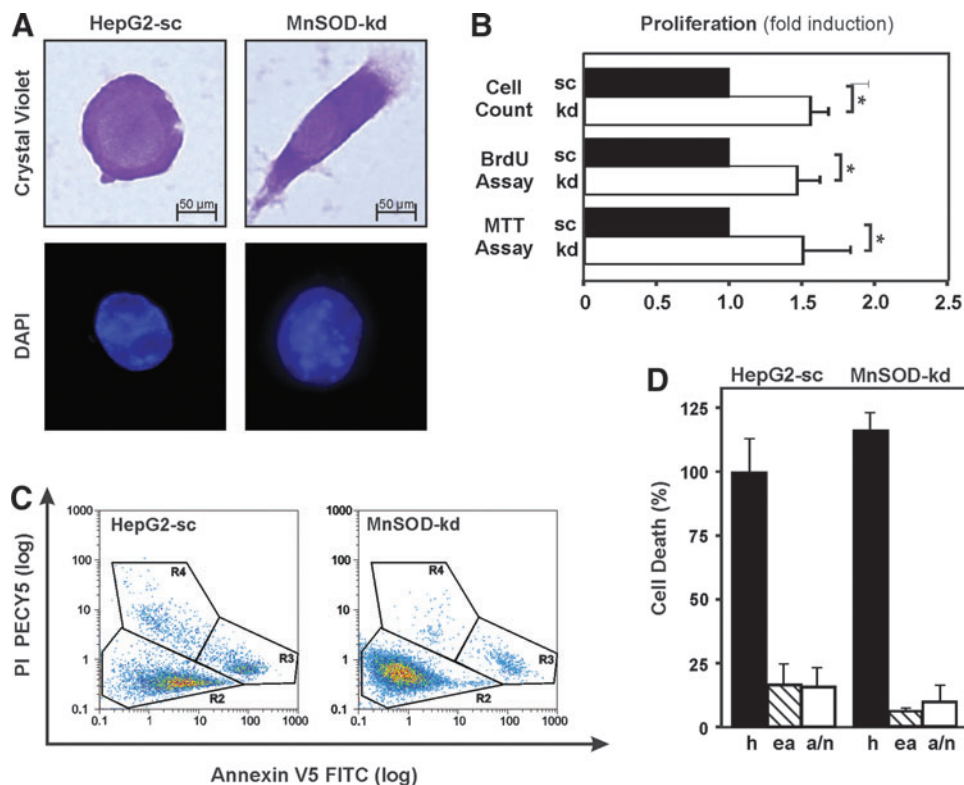 A
HepG2-sc MnSOD-kd
Crystal Violet
50 µm 50 µm
DAPI
B
Proliferation (fold induction)
Cell Count
sc
kd
*
BrdU Assay
sc
kd
*
MTT Assay
sc
kd
*
0 0.5 1.0 1.5 2.0 2.5
C
PI PECY5 (log)
HepG2-sc
1000
100
10
1
0.1
R4
R3
R2
0.1 1 10 100 1000
MnSOD-kd
1000
100
10
1
0.1
R4
R3
R2
0.1 1 10 100 1000
Annexin V5 FITC (log)
D
HepG2-sc MnSOD-kd
Cell Death (%)
125
100
75
50
25
0
h ea a/n h ea a/n